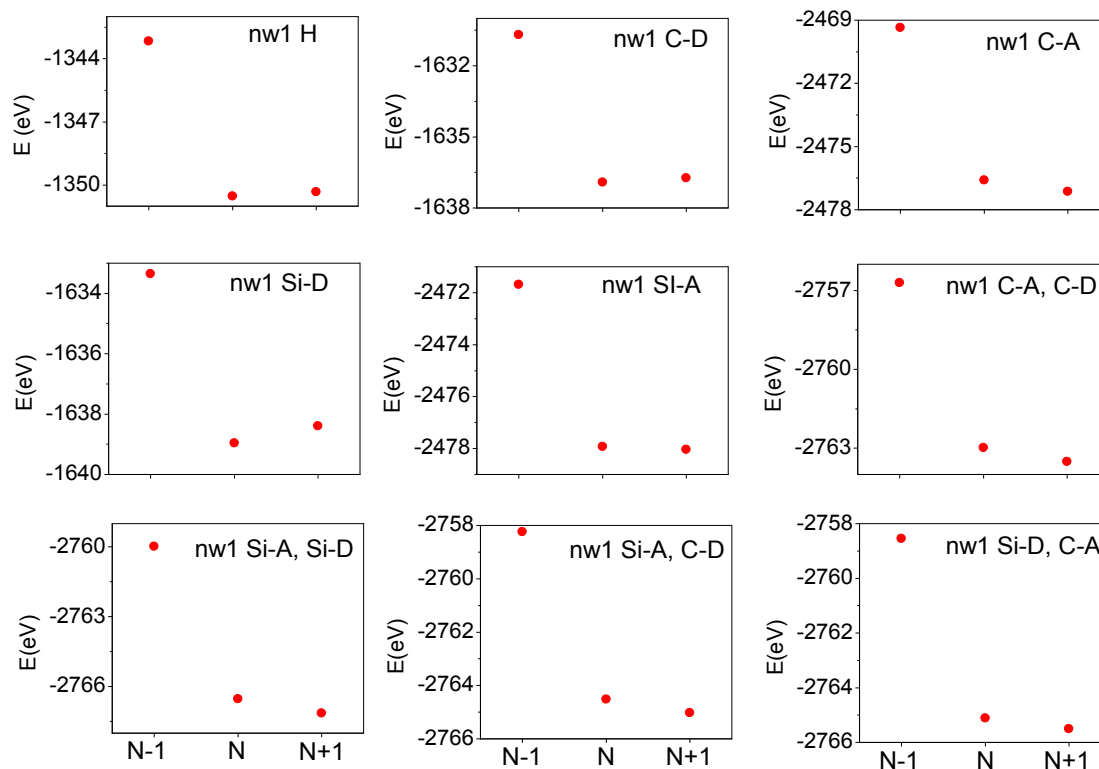 nw1 H
E (eV)
-1344
-1347
-1350
nw1 C-D
E(eV)
-1632
-1635
-1638
nw1 C-A
E(eV)
-2469
-2472
-2475
-2478
nw1 Si-D
E(eV)
-1634
-1636
-1638
-1640
nw1 SI-A
E(eV)
-2472
-2474
-2476
-2478
nw1 C-A, C-D
E(eV)
-2757
-2760
-2763
nw1 Si-A, Si-D
E(eV)
-2760
-2763
-2766
N-1 N N+1
nw1 Si-A, C-D
E(eV)
-2758
-2760
-2762
-2764
-2766
N-1 N N+1
nw1 Si-D, C-A
E(eV)
-2758
-2760
-2762
-2764
-2766
N-1 N N+1